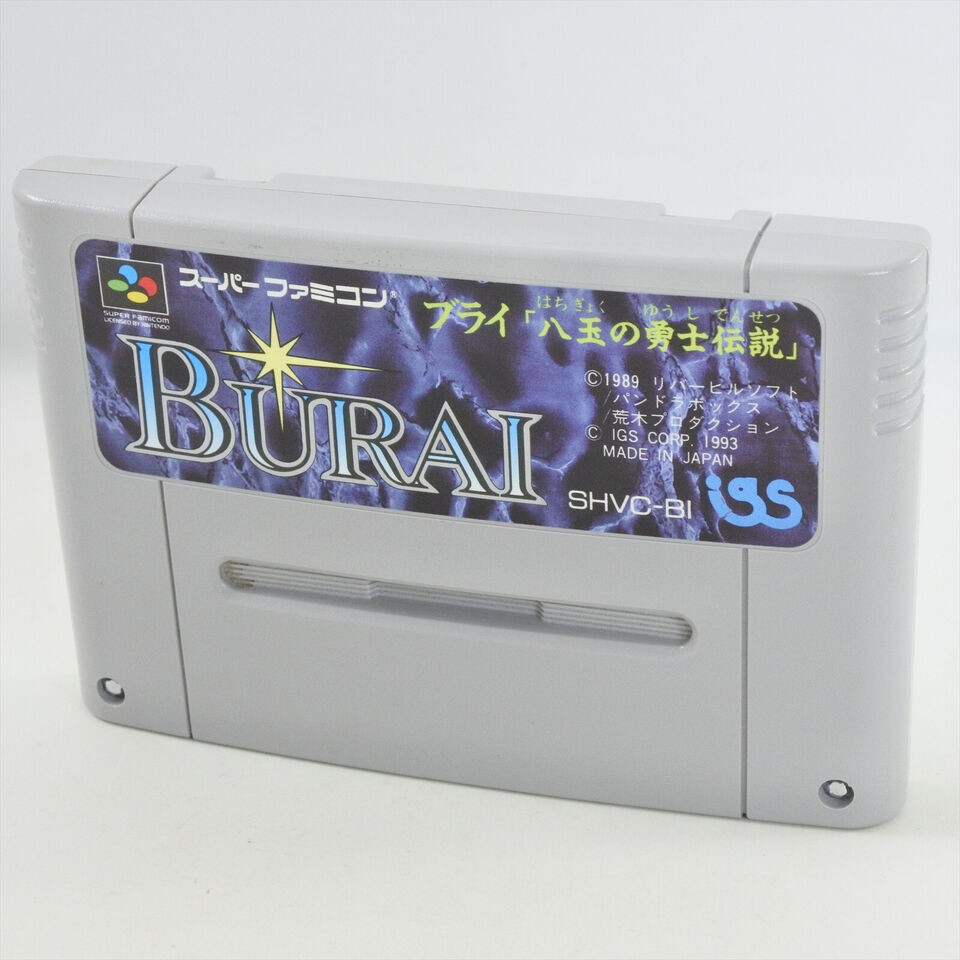 スーパーファミコン®
SUPER FAMICOM
LICENSED BY NINTENDO
はちぎょく ゆうし でんせつ
ブライ「八玉の勇士伝説」
BURAI
©1989 リバーヒルソフト
/パンドラボックス
/荒木プロダクション
© IGS CORP. 1993
MADE IN JAPAN
SHVC-BI
igs